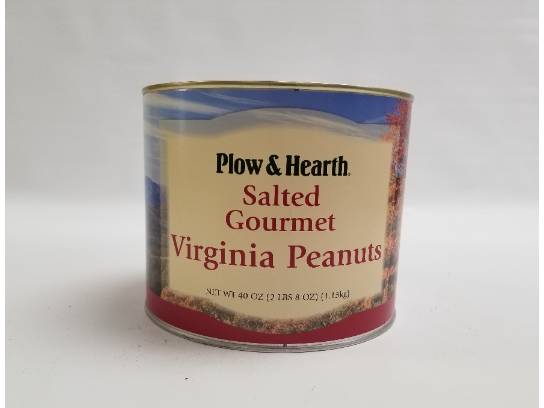 Plow & Hearth®
Salted
Gourmet
Virginia Peanuts
NET WT 40 OZ (2 LBS 8 OZ) (1.13kg)